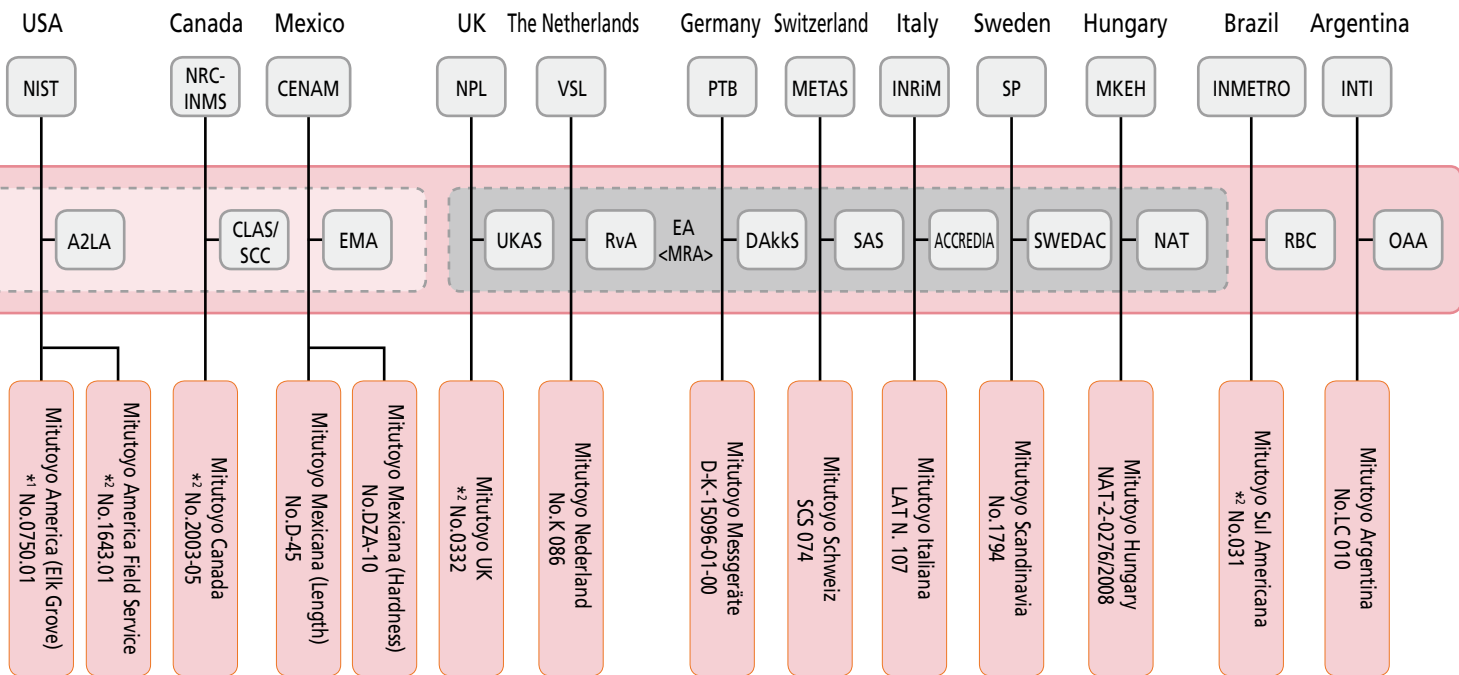 USA
Canada
Mexico
UK
The Netherlands
Germany
Switzerland
Italy
Sweden
Hungary
Brazil
Argentina
NIST
NRC-
INMS
CENAM
NPL
VSL
PTB
METAS
INRiM
SP
MKEH
INMETRO
INTI
A2LA
CLAS/
SCC
EMA
UKAS
RvA
EA
<MRA>
DAkkS
SAS
ACCREDIA
SWEDAC
NAT
RBC
OAA
Mitutoyo America (Elk Grove)
*1 No.0750.01
Mitutoyo America Field Service
*2 No.1643.01
Mitutoyo Canada
*2 No.2003-05
Mitutoyo Mexicana (Length)
No.D-45
Mitutoyo Mexicana (Hardness)
No.DZA-10
Mitutoyo UK
*2 No.0332
Mitutoyo Nederland
No.K 086
Mitutoyo Messgeräte
D-K-15096-01-00
Mitutoyo Schweiz
SCS 074
Mitutoyo Italiana
LAT N. 107
Mitutoyo Scandinavia
No.1794
Mitutoyo Hungary
NAT-2-0276/2008
Mitutoyo Sul Americana
*2 No.031
Mitutoyo Argentina
No.LC 010